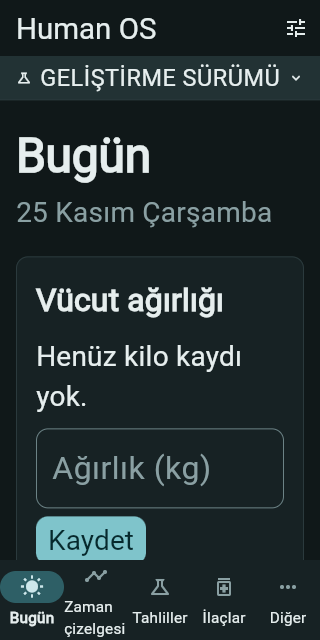 Human OS
GELİŞTİRME SÜRÜMÜ
Bugün
25 Kasım Çarşamba
Vücut ağırlığı
Henüz kilo kaydı
yok.
Ağırlık (kg)
Kaydet
Bugün
Zaman
çizelgesi
Tahliller
İlaçlar
Diğer